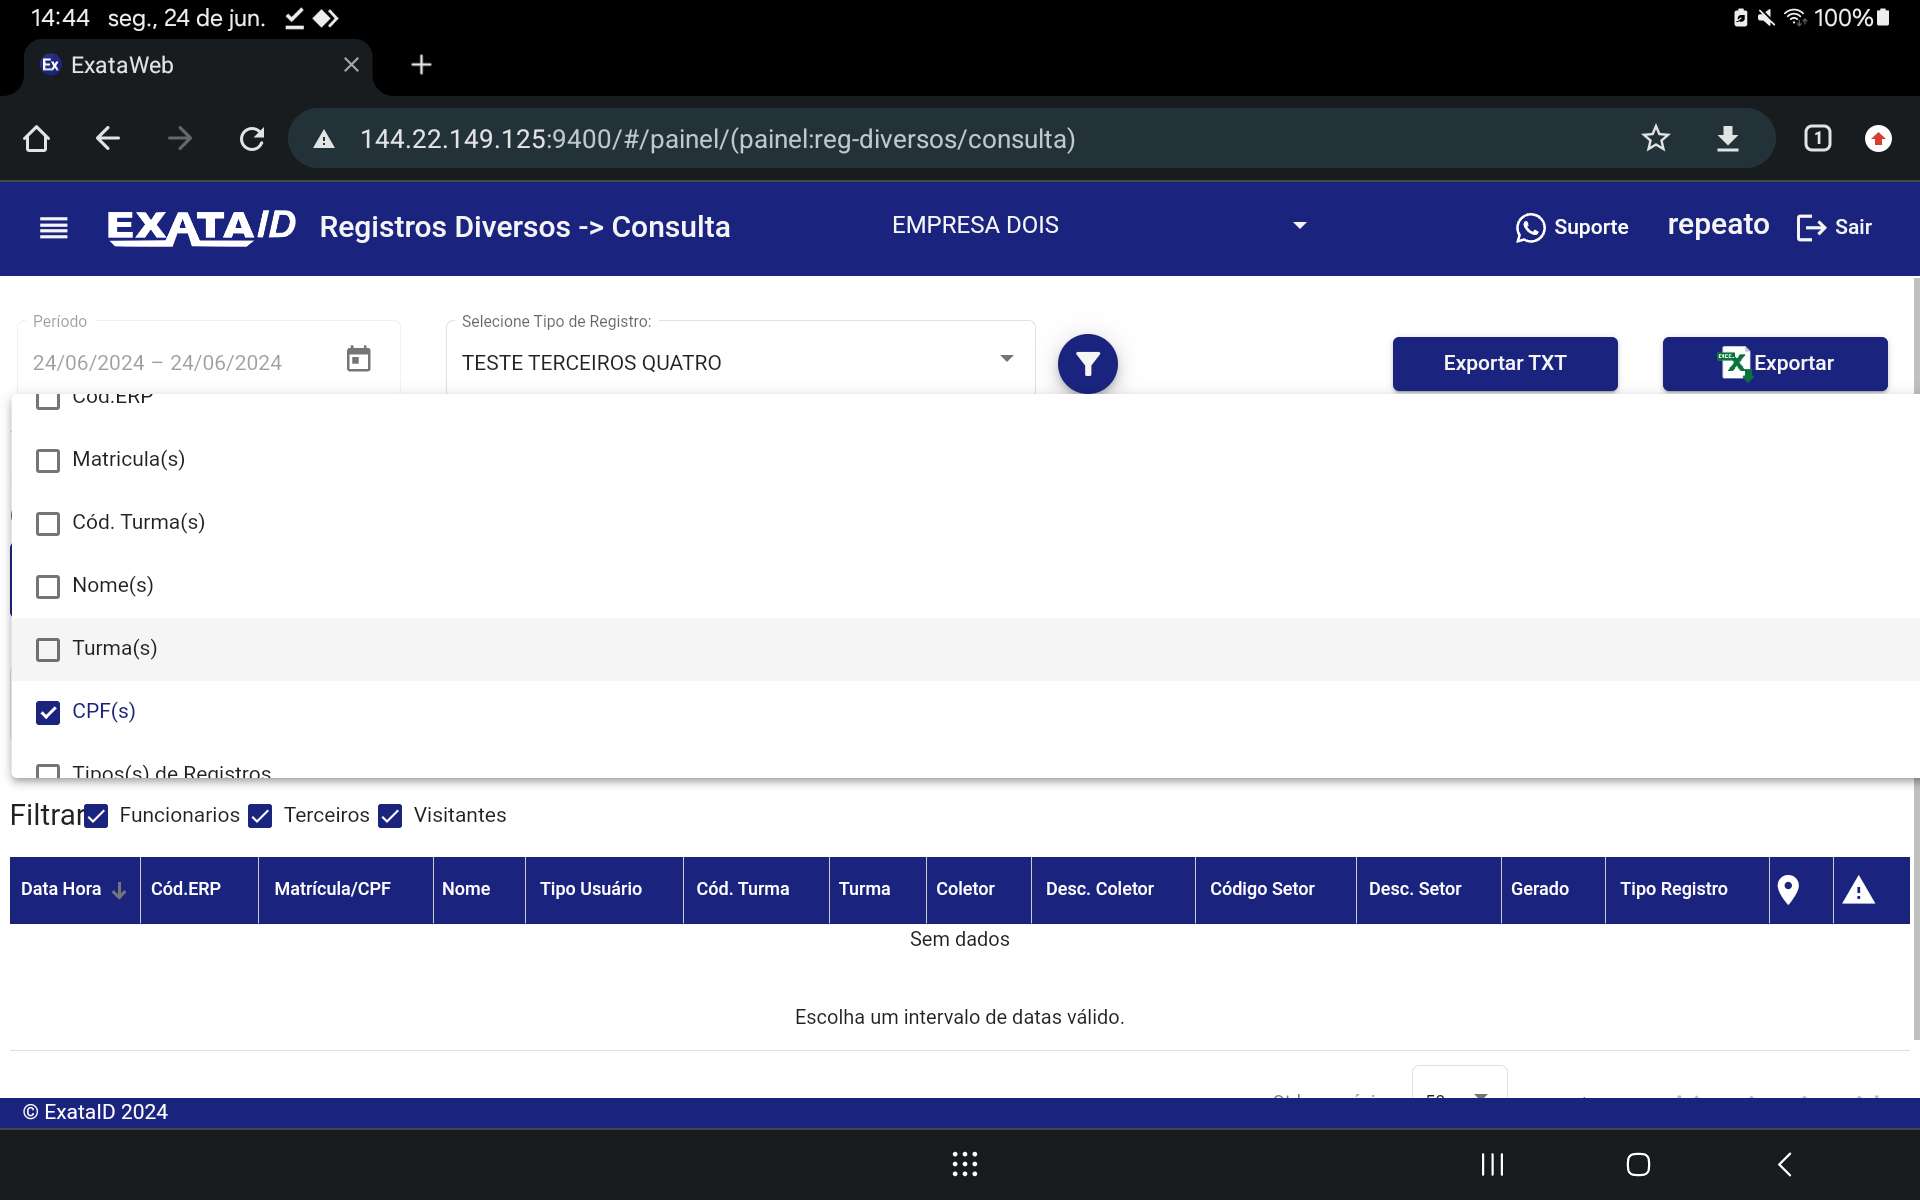 14:44 seg., 24 de jun.
100%
Ex ExataWeb
144.22.149.125:9400/#/painel/(painel:reg-diversos/consulta)
1
EXATAID Registros Diversos -> Consulta EMPRESA DOIS Suporte repeato Sair
Período
Selecione Tipo de Registro:
24/06/2024 – 24/06/2024
TESTE TERCEIROS QUATRO
Exportar TXT
Exportar
Cód.ERP
Matricula(s)
Cód. Turma(s)
Nome(s)
Turma(s)
CPF(s)
Tipos(s) de Registros
Filtrar Funcionarios Terceiros Visitantes
Data Hora Cód.ERP Matrícula/CPF Nome Tipo Usuário Cód. Turma Turma Coletor Desc. Coletor Código Setor Desc. Setor Gerado Tipo Registro
Sem dados
Escolha um intervalo de datas válido.
50
© ExataID 2024